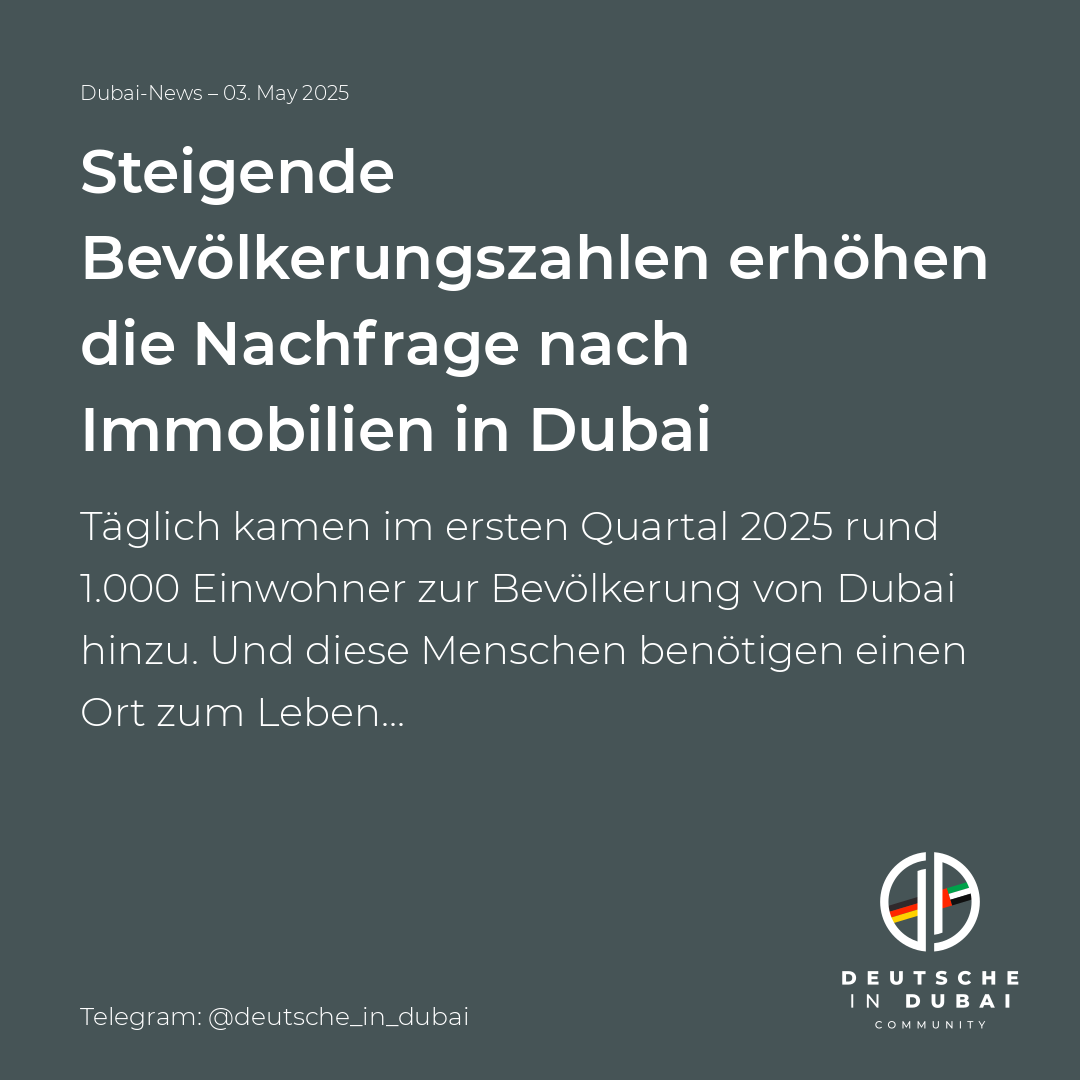 Dubai-News – 03. May 2025
Steigende
Bevölkerungszahlen erhöhen
die Nachfrage nach
Immobilien in Dubai
Täglich kamen im ersten Quartal 2025 rund
1.000 Einwohner zur Bevölkerung von Dubai
hinzu. Und diese Menschen benötigen einen
Ort zum Leben...
DEUTSCHE
IN DUBAI
COMMUNITY
Telegram: @deutsche_in_dubai